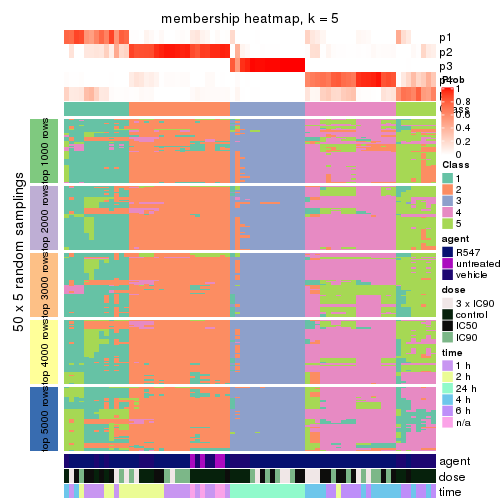 membership heatmap, k = 5
p1
p2
p3
Prob
1
0.8
0.6
0.4
0.2
0
Class
1
2
3
4
5
agent
R547
untreated
vehicle
dose
3 x IC90
control
IC50
IC90
time
1 h
2 h
24 h
4 h
6 h
n/a
50 x 5 random samplings
top 1000 rows
top 2000 rows
top 3000 rows
top 4000 rows
top 5000 rows
agent
dose
time